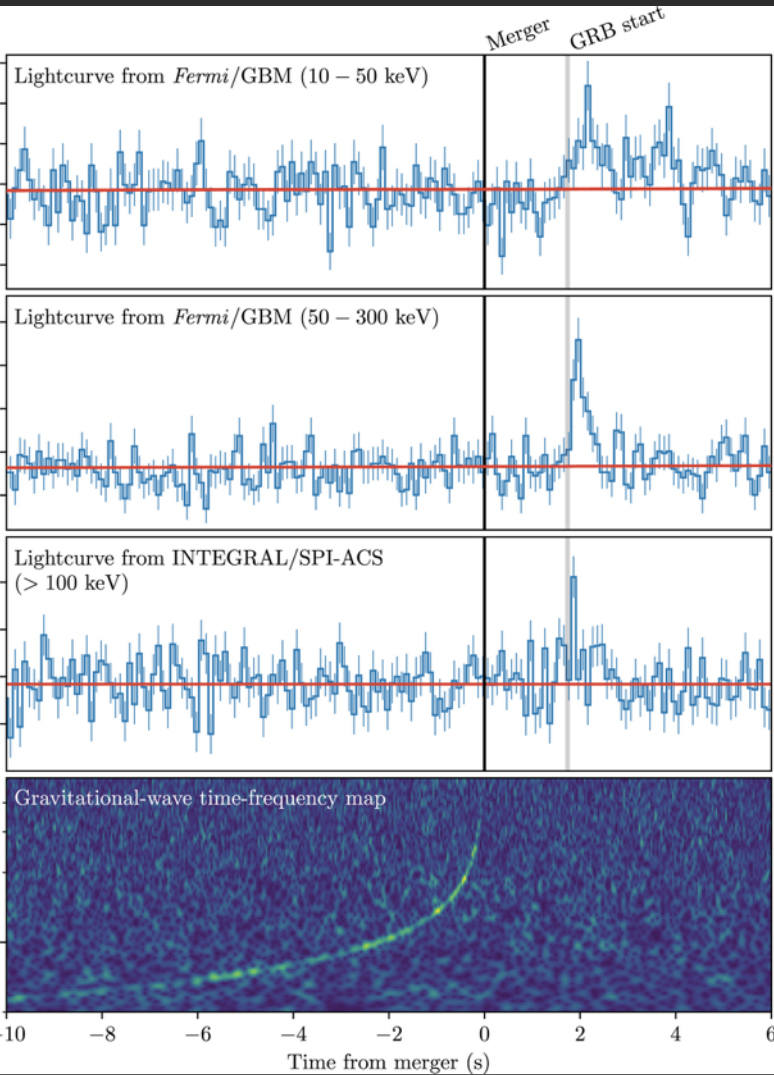 Merger GRB start
Lightcurve from Fermi/GBM (10 – 50 keV)
Lightcurve from Fermi/GBM (50 – 300 keV)
Lightcurve from INTEGRAL/SPI-ACS
(> 100 keV)
Gravitational-wave time-frequency map
-10 −8 −6 −4 −2 0 2 4 6
Time from merger (s)